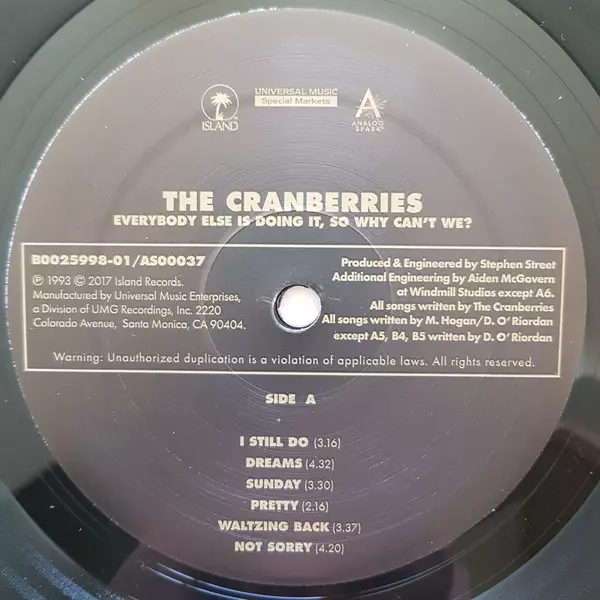 ISLAND
UNIVERSAL MUSIC
Special Markets
A
ANALOG
SPARK
THE CRANBERRIES
EVERYBODY ELSE IS DOING IT, SO WHY CAN'T WE?
B0025998-01/AS00037
℗ 1993 © 2017 Island Records.
Manufactured by Universal Music Enterprises,
a Division of UMG Recordings, Inc. 2220
Colorado Avenue, Santa Monica, CA 90404.
Produced & Engineered by Stephen Street
Additional Engineering by Aiden McGovern
at Windmill Studios except A6.
All songs written by The Cranberries
All songs written by M. Hogan/D. O'Riordan
except A5, B4, B5 written by D. O'Riordan
Warning: Unauthorized duplication is a violation of applicable laws. All rights reserved.
SIDE A
I STILL DO (3.16)
DREAMS (4.32)
SUNDAY (3.30)
PRETTY (2.16)
WALTZING BACK (3.37)
NOT SORRY (4.20)